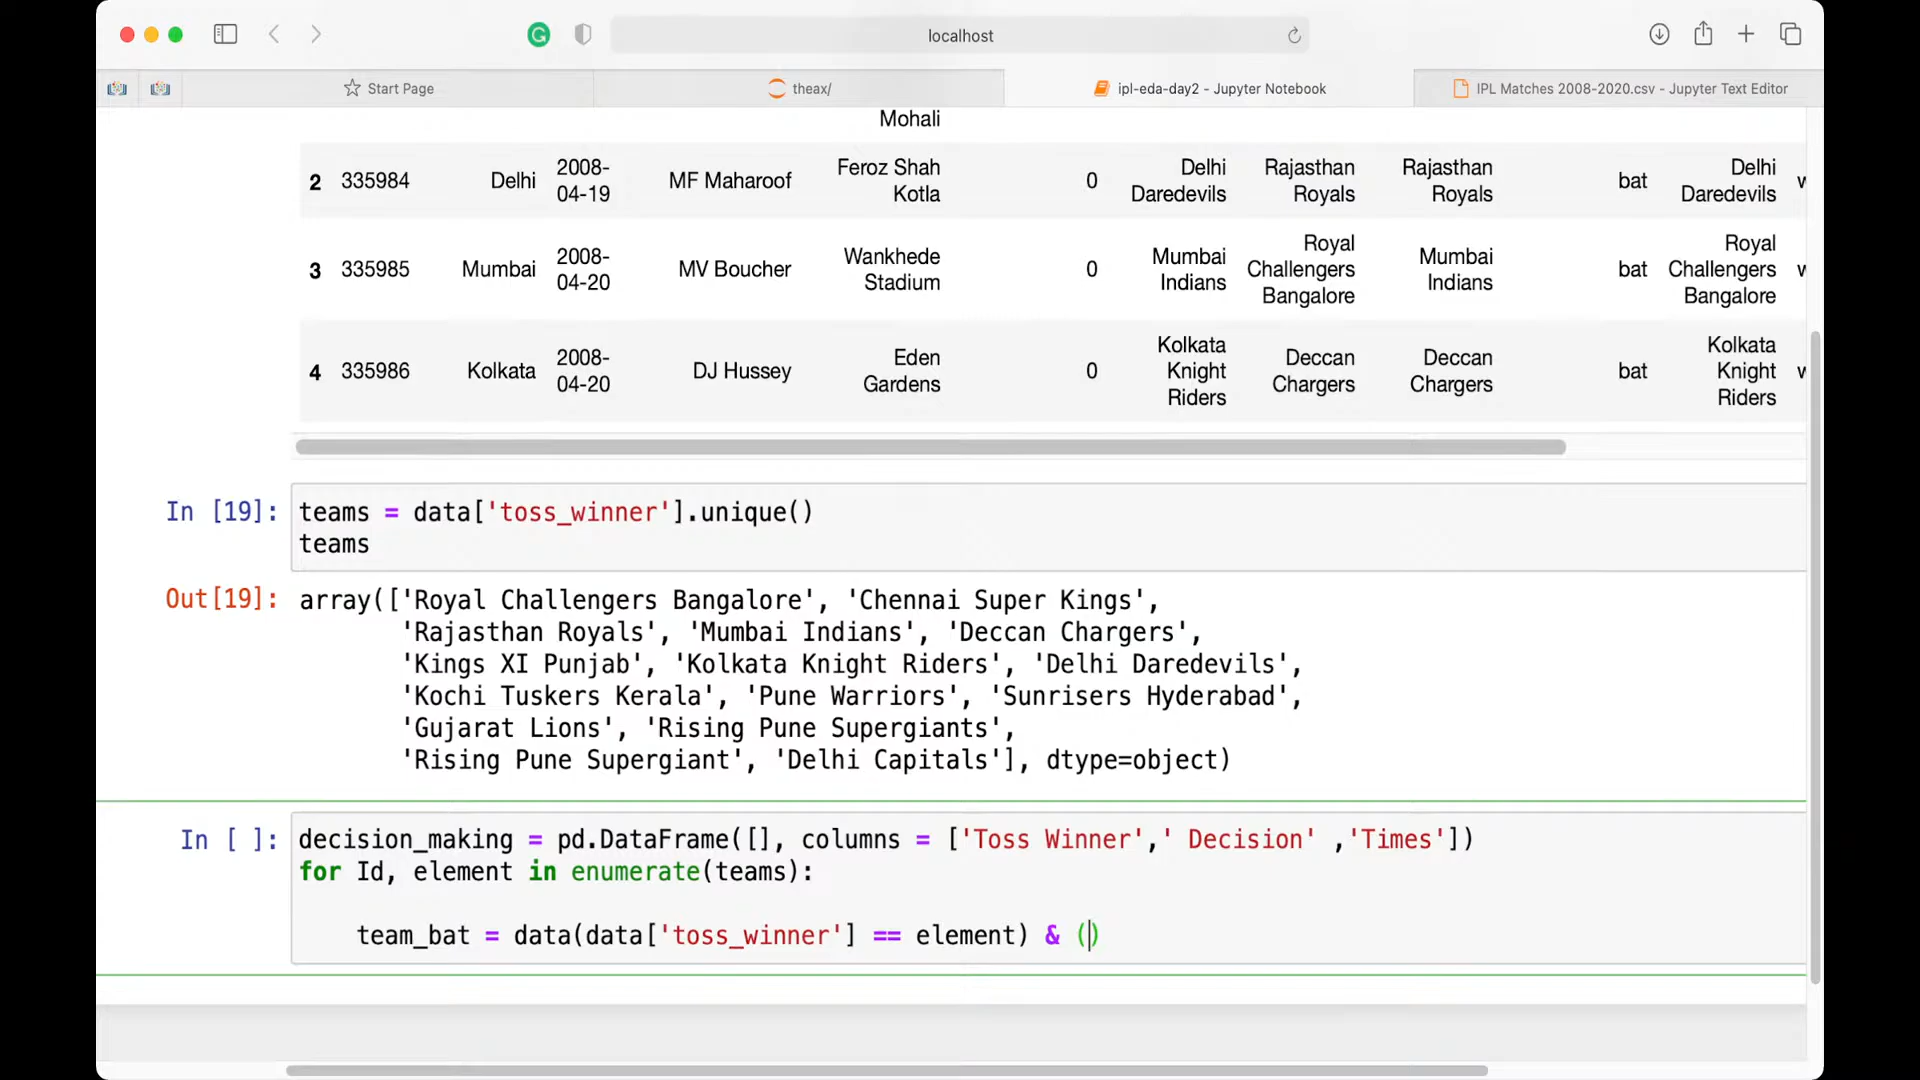 localhost
Start Page
theax/
ipl-eda-day2 - Jupyter Notebook
IPL Matches 2008-2020.csv - Jupyter Text Editor
Mohali
2 335984 Delhi 2008-04-19 MF Maharoof Feroz Shah Kotla 0 Delhi Daredevils Rajasthan Royals Rajasthan Royals bat Delhi Daredevils
3 335985 Mumbai 2008-04-20 MV Boucher Wankhede Stadium 0 Mumbai Indians Royal Challengers Bangalore Mumbai Indians bat Royal Challengers Bangalore
4 335986 Kolkata 2008-04-20 DJ Hussey Eden Gardens 0 Kolkata Knight Riders Deccan Chargers Deccan Chargers bat Kolkata Knight Riders
In [19]: teams = data['toss_winner'].unique()
teams
Out[19]: array(['Royal Challengers Bangalore', 'Chennai Super Kings',
'Rajasthan Royals', 'Mumbai Indians', 'Deccan Chargers',
'Kings XI Punjab', 'Kolkata Knight Riders', 'Delhi Daredevils',
'Kochi Tuskers Kerala', 'Pune Warriors', 'Sunrisers Hyderabad',
'Gujarat Lions', 'Rising Pune Supergiants',
'Rising Pune Supergiant', 'Delhi Capitals'], dtype=object)
In [ ]: decision_making = pd.DataFrame([], columns = ['Toss Winner',' Decision' ,'Times'])
for Id, element in enumerate(teams):
team_bat = data(data['toss_winner'] == element) & ()